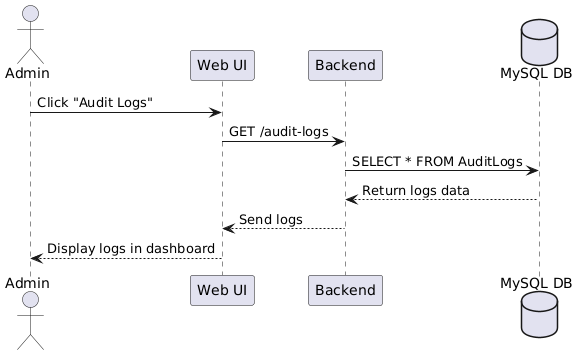 Admin
Web UI
Backend
MySQL DB
Click "Audit Logs"
GET /audit-logs
SELECT * FROM AuditLogs
Return logs data
Send logs
Display logs in dashboard
Admin
Web UI
Backend
MySQL DB